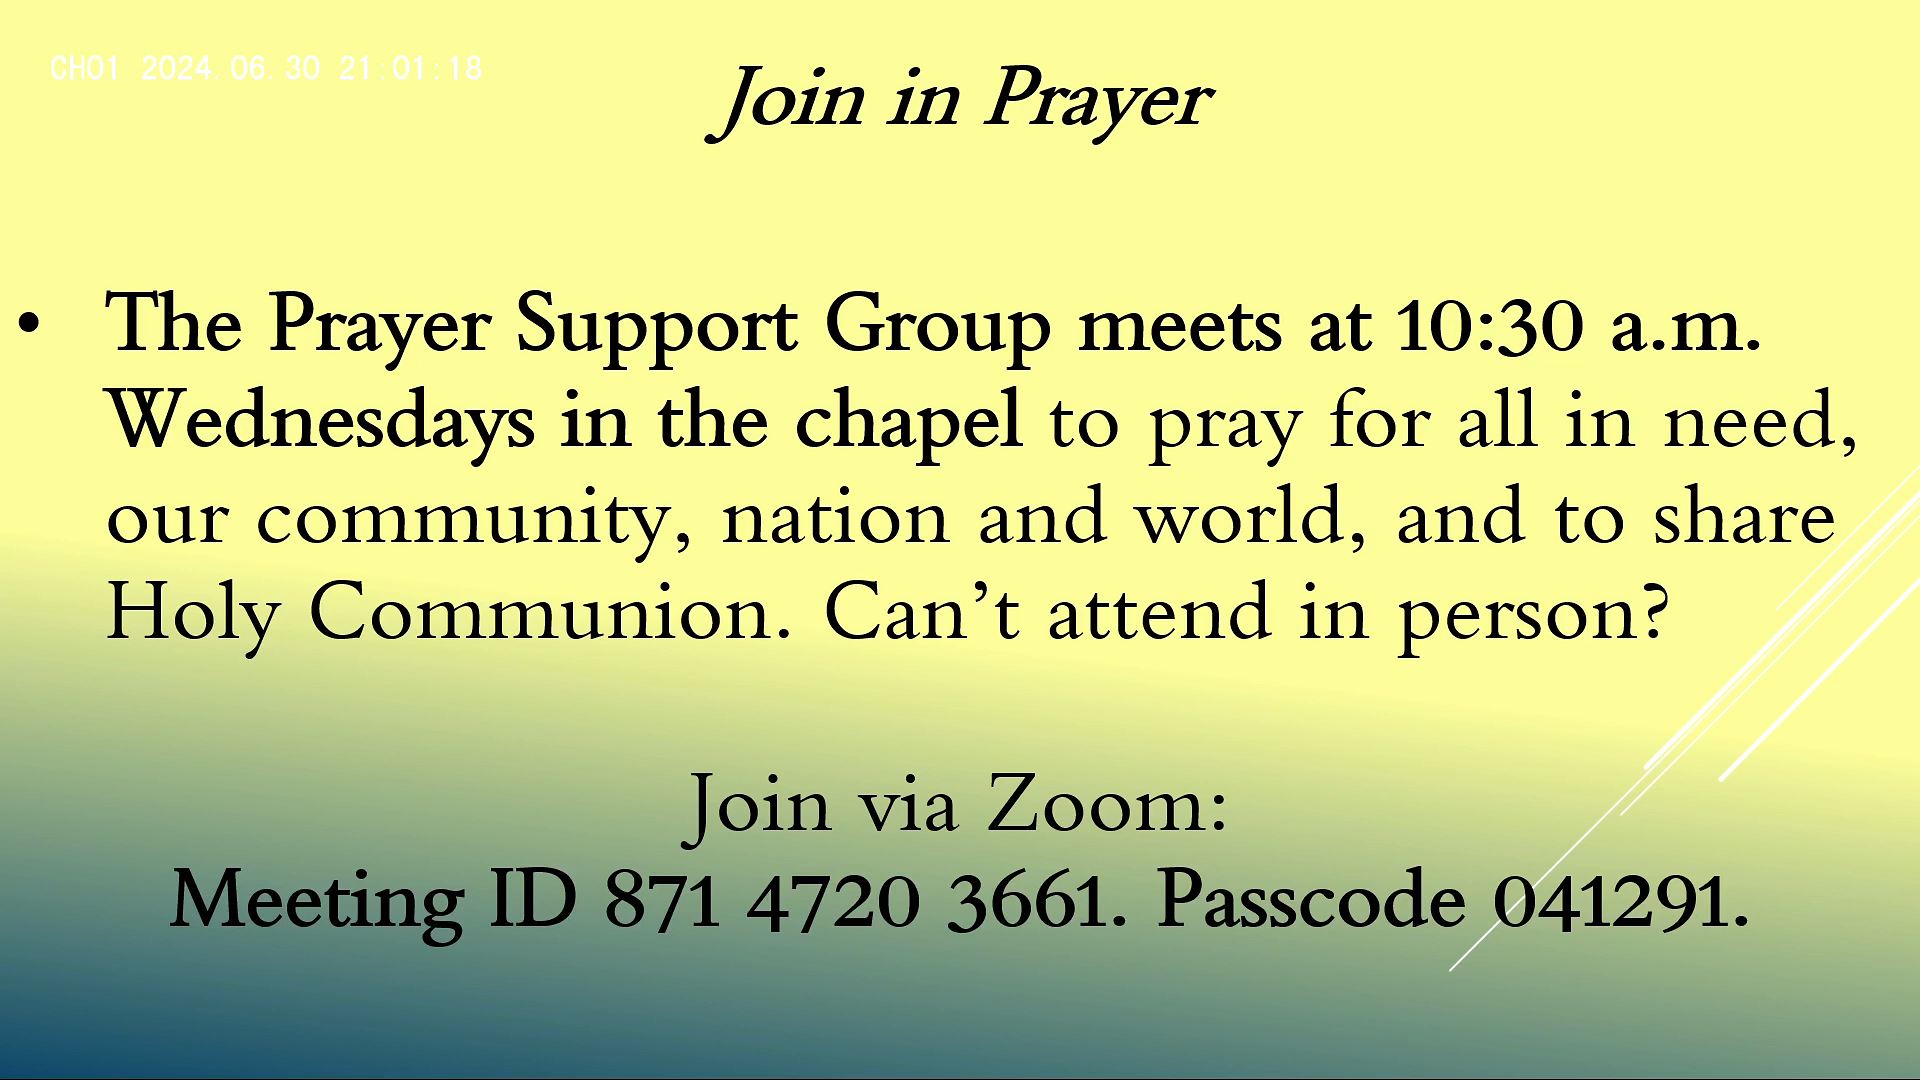 CH01 2024.06.30 21:01:18
Join in Prayer
• The Prayer Support Group meets at 10:30 a.m.
Wednesdays in the chapel to pray for all in need,
our community, nation and world, and to share
Holy Communion. Can’t attend in person?
Join via Zoom:
Meeting ID 871 4720 3661. Passcode 041291.